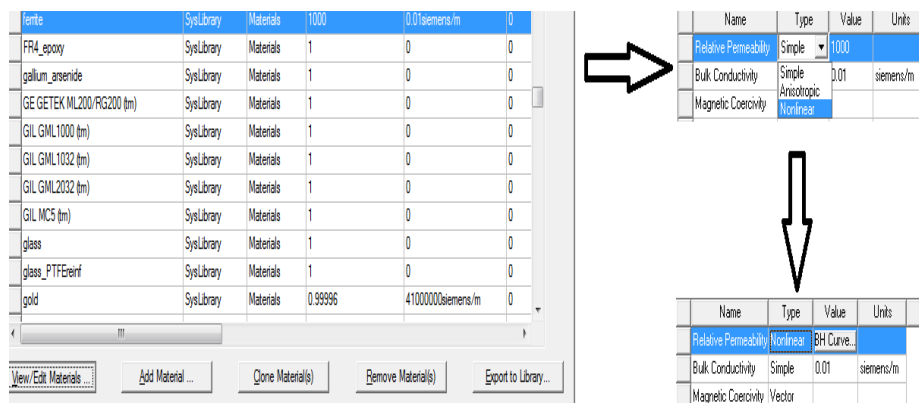 ferrite SysLibrary Materials 1000 0.01siemens/m 0
FR4_epoxy SysLibrary Materials 1 0 0
gallium_arsenide SysLibrary Materials 1 0 0
GE GETEK ML200/RG200 (tm) SysLibrary Materials 1 0 0
GIL GML1000 (tm) SysLibrary Materials 1 0 0
GIL GML1032 (tm) SysLibrary Materials 1 0 0
GIL GML2032 (tm) SysLibrary Materials 1 0 0
GIL MC5 (tm) SysLibrary Materials 1 0 0
glass SysLibrary Materials 1 0 0
glass_PTFEreinf SysLibrary Materials 1 0 0
gold SysLibrary Materials 0.99996 41000000siemens/m 0
View/Edit Materials ... Add Material ... Clone Material(s) Remove Material(s) Export to Library...
Name Type Value Units
Relative Permeability Simple 1000
Bulk Conductivity 0.01 siemens/m
Magnetic Coercivity
Simple
Anisotropic
Nonlinear
Name Type Value Units
Relative Permeability Nonlinear BH Curve...
Bulk Conductivity Simple 0.01 siemens/m
Magnetic Coercivity Vector